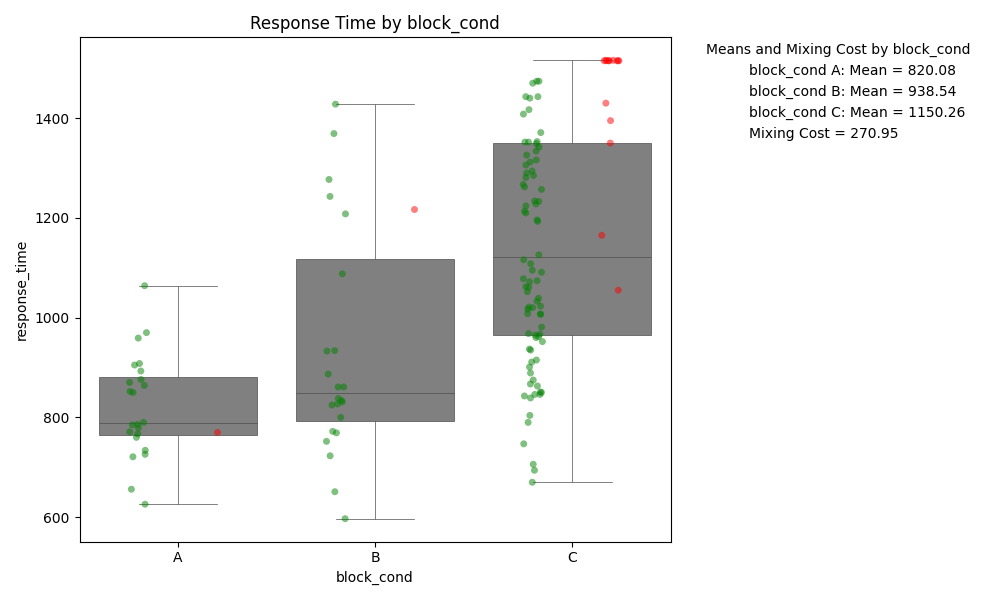 Response Time by block_cond
Means and Mixing Cost by block_cond
block_cond A: Mean = 820.08
block_cond B: Mean = 938.54
block_cond C: Mean = 1150.26
Mixing Cost = 270.95
response_time
1400
1200
1000
800
600
A B C
block_cond